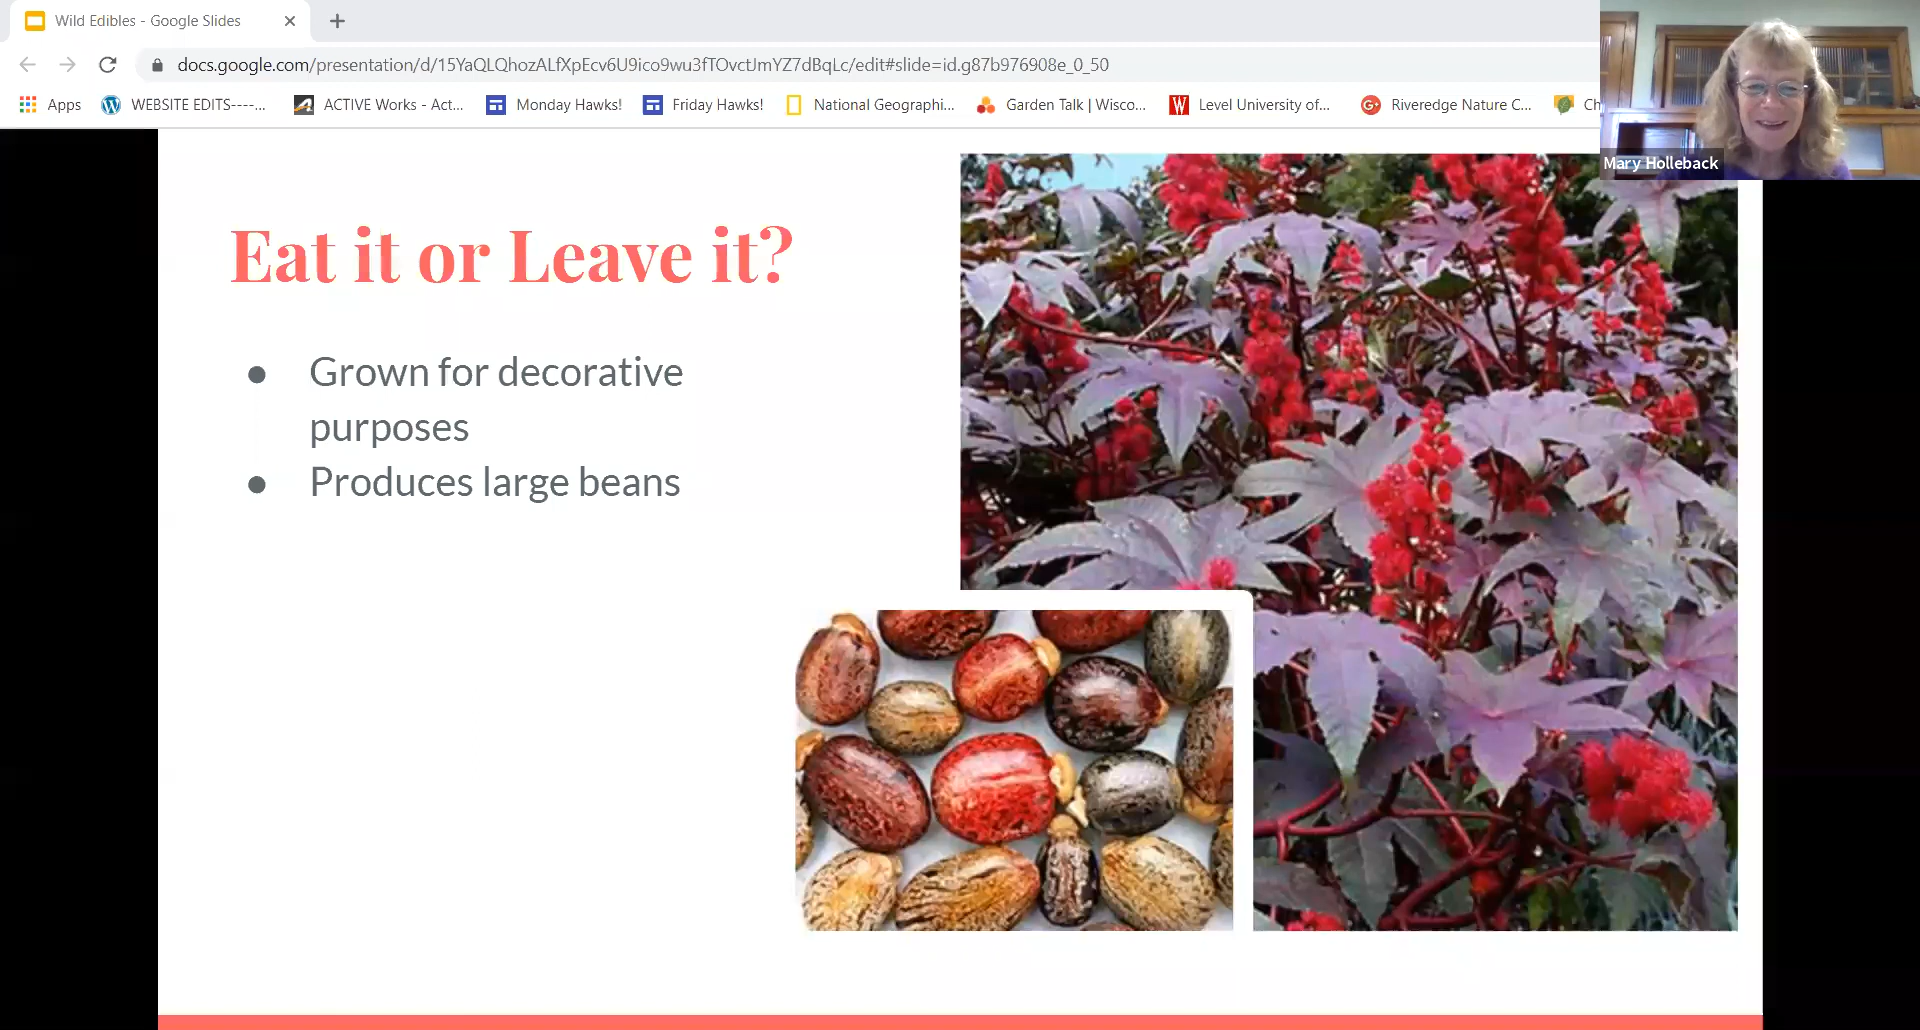 Wild Edibles - Google Slides
docs.google.com/presentation/d/15YaQLQhozALfXpEcv6U9ico9wu3fTOvctJmYZ7dBqLc/edit#slide=id.g87b976908e_0_50
Apps WEBSITE EDITS----... ACTIVE Works - Act... Monday Hawks! Friday Hawks! National Geographi... Garden Talk | Wisco... Level University of... Riveredge Nature C... Ch
Mary Holleback
Eat it or Leave it?
● Grown for decorative
purposes
● Produces large beans